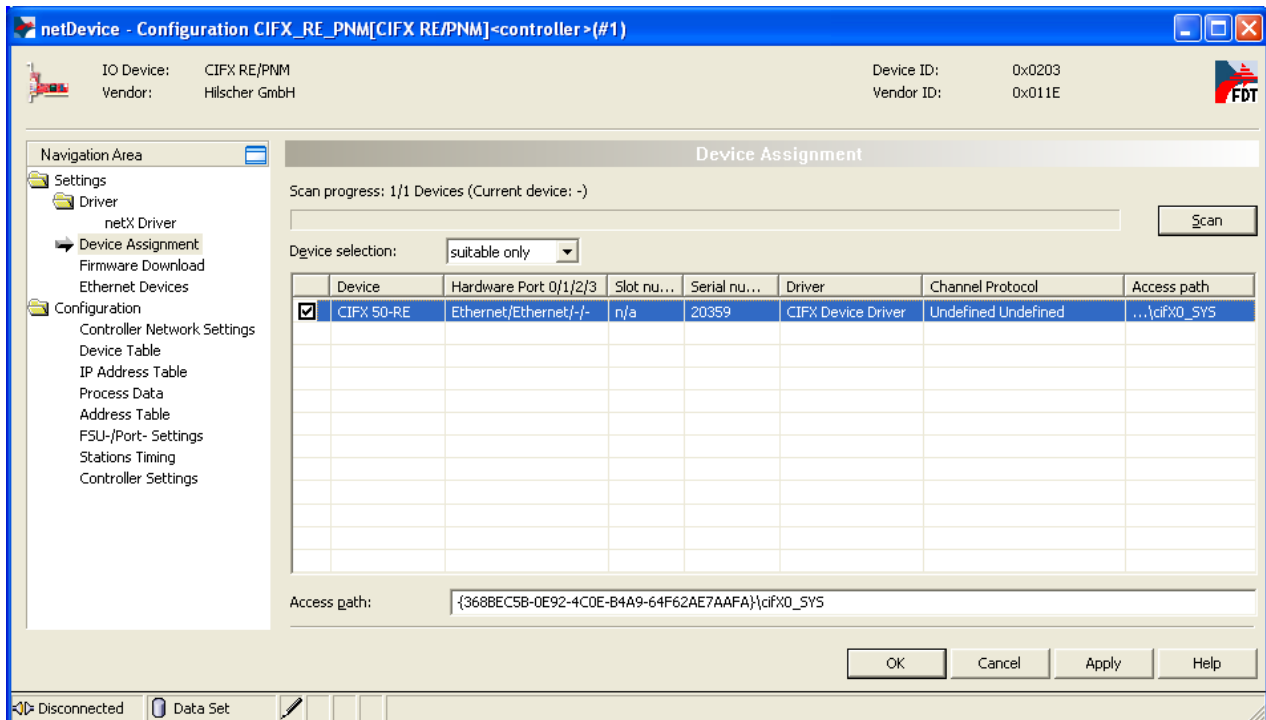 netDevice - Configuration CIFX_RE_PNM[CIFX RE/PNM]<controller>(#1)
IO Device: CIFX RE/PNM Device ID: 0x0203
Vendor: Hilscher GmbH Vendor ID: 0x011E
FDT
Navigation Area
Settings
Driver
netX Driver
Device Assignment
Firmware Download
Ethernet Devices
Configuration
Controller Network Settings
Device Table
IP Address Table
Process Data
Address Table
FSU-/Port- Settings
Stations Timing
Controller Settings
Device Assignment
Scan progress: 1/1 Devices (Current device: -)
Scan
Device selection: suitable only
Device Hardware Port 0/1/2/3 Slot nu... Serial nu... Driver Channel Protocol Access path
CIFX 50-RE Ethernet/Ethernet/-/- n/a 20359 CIFX Device Driver Undefined Undefined ...\cifX0_SYS
Access path: {368BEC5B-0E92-4C0E-B4A9-64F62AE7AAFA}\cifX0_SYS
OK Cancel Apply Help
Disconnected Data Set